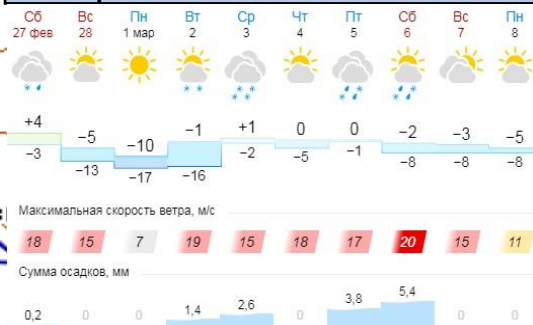 Сб Вс Пн Вт Ср Чт Пт Сб Вс Пн
27 фев 28 1 мар 2 3 4 5 6 7 8
+4 −5 −10 −1 +1 0 0 −2 −3 −5
−3 −13 −17 −16 −2 −5 −1 −8 −8 −8
Максимальная скорость ветра, м/с
18 15 7 19 15 18 17 20 15 11
Сумма осадков, мм
0,2 0 0 1,4 2,6 0 3,8 5,4 0 0